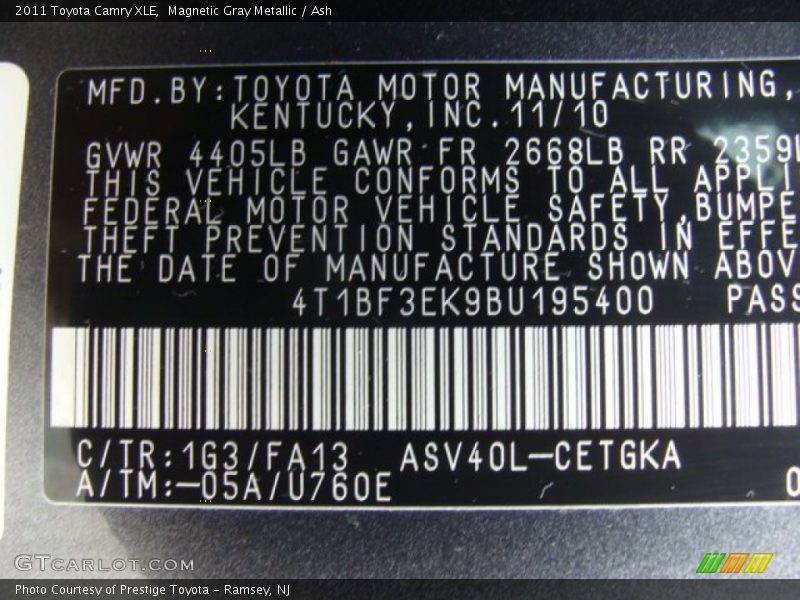 2011 Toyota Camry XLE,  Magnetic Gray Metallic / Ash
MFD.BY:TOYOTA MOTOR MANUFACTURING,
KENTUCKY,INC.11/10
GVWR 4405LB GAWR FR 2668LB RR 2359L
THIS VEHICLE CONFORMS TO ALL APPLI
FEDERAL MOTOR VEHICLE SAFETY,BUMPE
THEFT PREVENTION STANDARDS IN EFFE
THE DATE OF MANUFACTURE SHOWN ABOV
4T1BF3EK9BU195400 PASS
C/TR:1G3/FA13 ASV40L-CETGKA
A/TM:-05A/U760E 0
GTCARLOT.COM
Photo Courtesy of Prestige Toyota - Ramsey, NJ